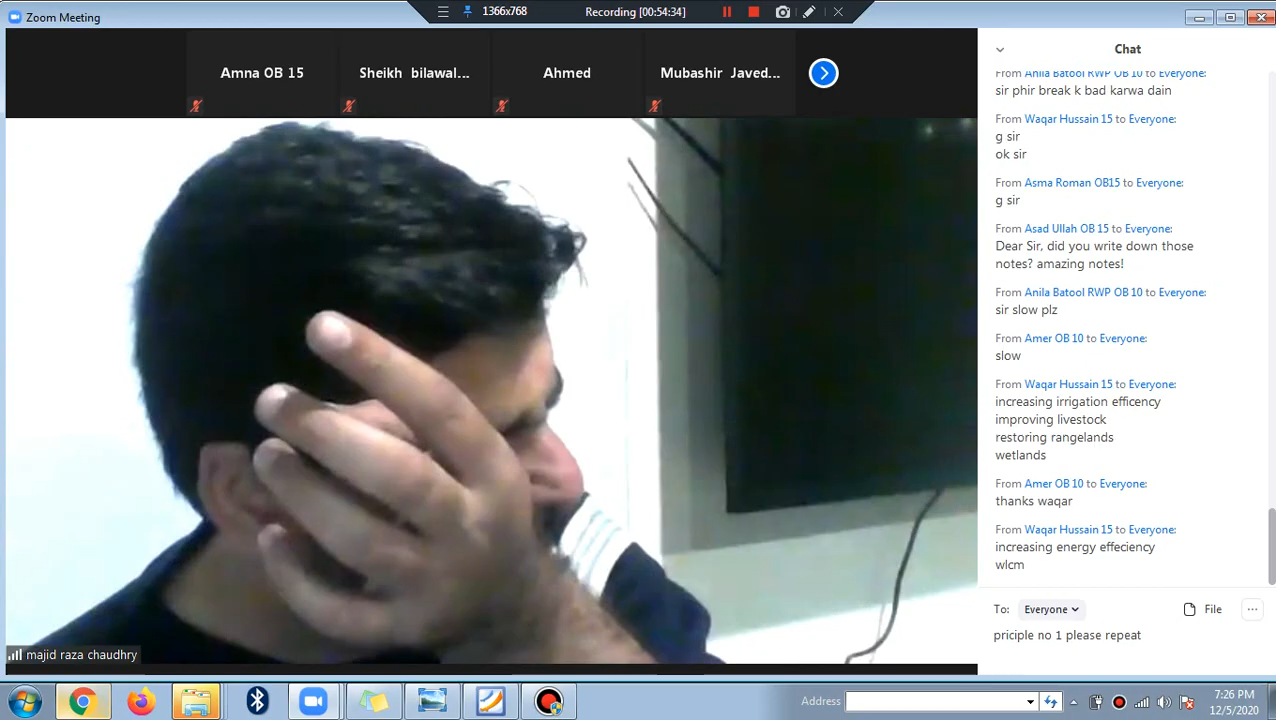 Zoom Meeting
1366x768
Recording [00:54:34]
Amna OB 15
Sheikh bilawal...
Ahmed
Mubashir Javed...
majid raza chaudhry
Chat
From Anila Batool RWP OB 10 to Everyone:
sir phir break k bad karwa dain
From Waqar Hussain 15 to Everyone:
g sir
ok sir
From Asma Roman OB15 to Everyone:
g sir
From Asad Ullah OB 15 to Everyone:
Dear Sir, did you write down those
notes? amazing notes!
From Anila Batool RWP OB 10 to Everyone:
sir slow plz
From Amer OB 10 to Everyone:
slow
From Waqar Hussain 15 to Everyone:
increasing irrigation efficency
improving livestock
restoring rangelands
wetlands
From Amer OB 10 to Everyone:
thanks waqar
From Waqar Hussain 15 to Everyone:
increasing energy effeciency
wlcm
To: Everyone
File
priciple no 1 please repeat
Address
7:26 PM
12/5/2020